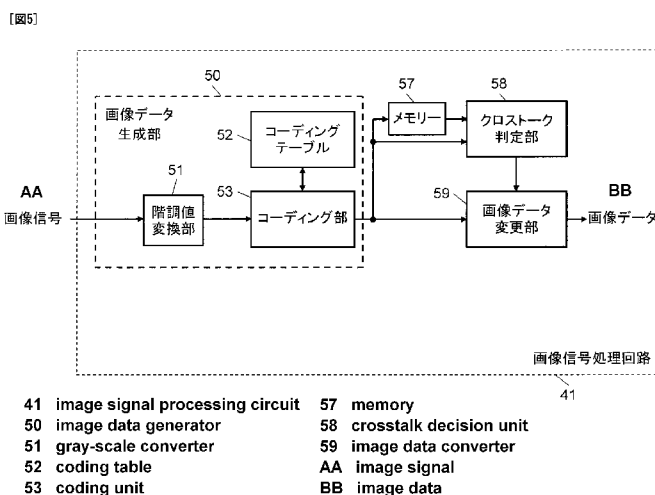 [図5]
50
画像データ
生成部
52
コーディング
テーブル
57
メモリー
58
クロストーク
判定部
AA
画像信号
51
階調値
変換部
53
コーディング部
59
画像データ
変更部
BB
画像データ
画像信号処理回路
41
41 image signal processing circuit
50 image data generator
51 gray-scale converter
52 coding table
53 coding unit
57 memory
58 crosstalk decision unit
59 image data converter
AA image signal
BB image data